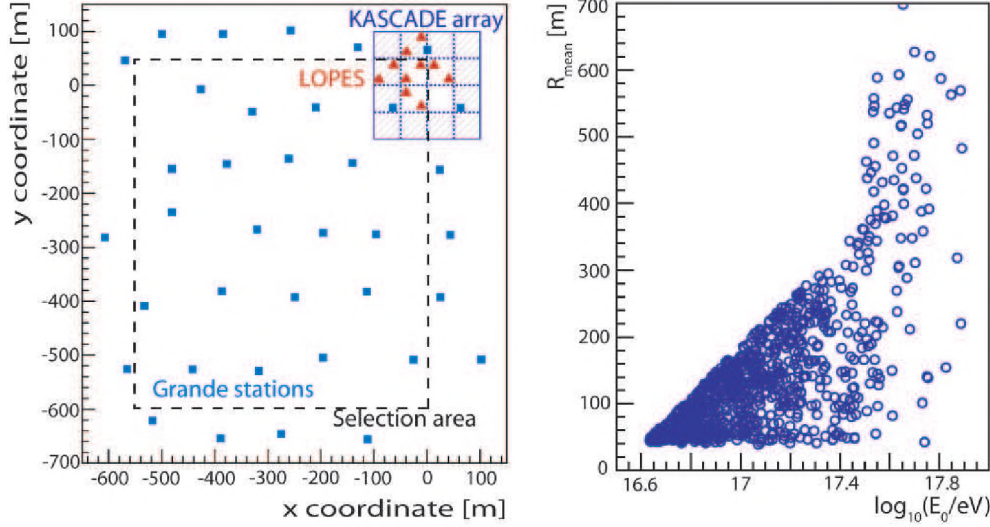 100
0
-100
-200
-300
-400
-500
-600
-700
y coordinate [m]
KASCADE array
LOPES
Grande stations
Selection area
-600 -500 -400 -300 -200 -100 0 100
x coordinate [m]
700
600
500
400
300
200
100
0
R_mean [m]
16.6 17 17.4 17.8
log10(E0/eV)